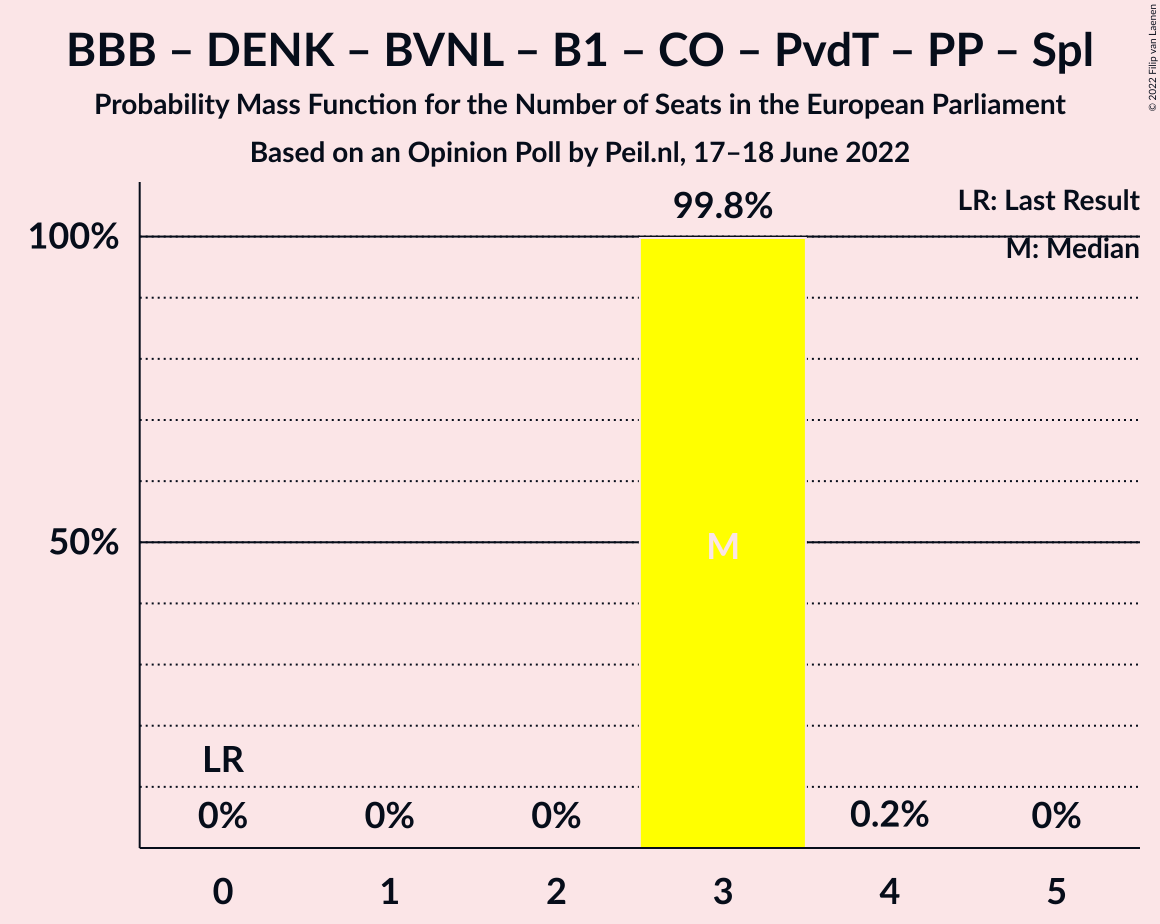 BBB – DENK – BVNL – B1 – CO – PvdT – PP – Spl
Probability Mass Function for the Number of Seats in the European Parliament
Based on an Opinion Poll by Peil.nl, 17–18 June 2022
© 2022 Filip van Laenen
99.8%
LR: Last Result
100%
M: Median
50%
M
LR
0%
0%
0%
0.2%
0%
0
1
2
3
4
5